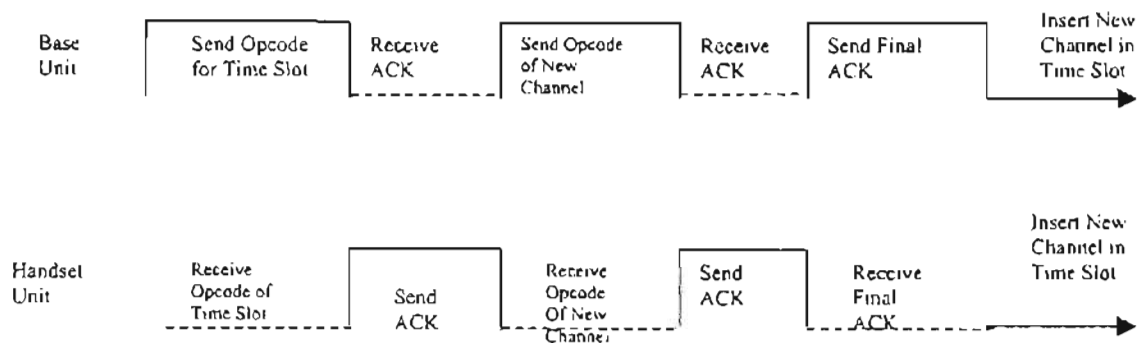 Base
Unit
Send Opcode
for Time Slot
Receive
ACK
Send Opcode
of New
Channel
Receive
ACK
Send Final
ACK
Insert New
Channel in
Time Slot
Handset
Unit
Receive
Opcode of
Time Slot
Send
ACK
Receive
Opcode
Of New
Channel
Send
ACK
Receive
Final
ACK
Insert New
Channel in
Time Slot